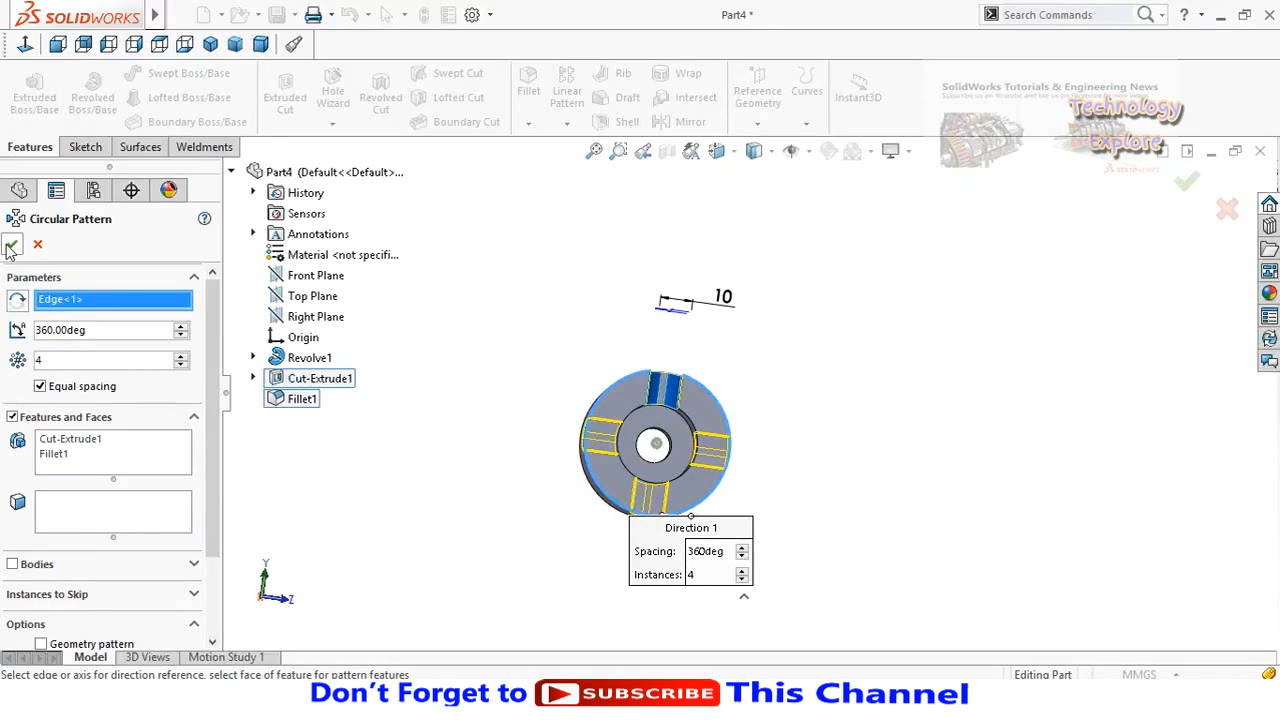 SOLIDWORKS
Part4 *
Search Commands
?
Extruded Boss/Base
Revolved Boss/Base
Swept Boss/Base
Lofted Boss/Base
Boundary Boss/Base
Extruded Cut
Hole Wizard
Revolved Cut
Swept Cut
Lofted Cut
Boundary Cut
Fillet
Linear Pattern
Rib
Draft
Shell
Wrap
Intersect
Mirror
Reference Geometry
Curves
Instant3D
SolidWorks Tutorials & Engineering News
Technology
Explore
SOLIDWORKS
Features
Sketch
Surfaces
Weldments
Circular Pattern
?
Parameters
Edge<1>
360.00deg
4
Equal spacing
Features and Faces
Cut-Extrude1
Fillet1
Bodies
Instances to Skip
Options
Geometry pattern
Part4 (Default<<Default>...
History
Sensors
Annotations
Material <not specifi...
Front Plane
Top Plane
Right Plane
Origin
Revolve1
Cut-Extrude1
Fillet1
10
Direction 1
Spacing: 360deg
Instances: 4
Y
Z
Model
3D Views
Motion Study 1
Select edge or axis for direction reference, select face of feature for pattern features
Editing Part
MMGS
Don't Forget to SUBSCRIBE This Channel